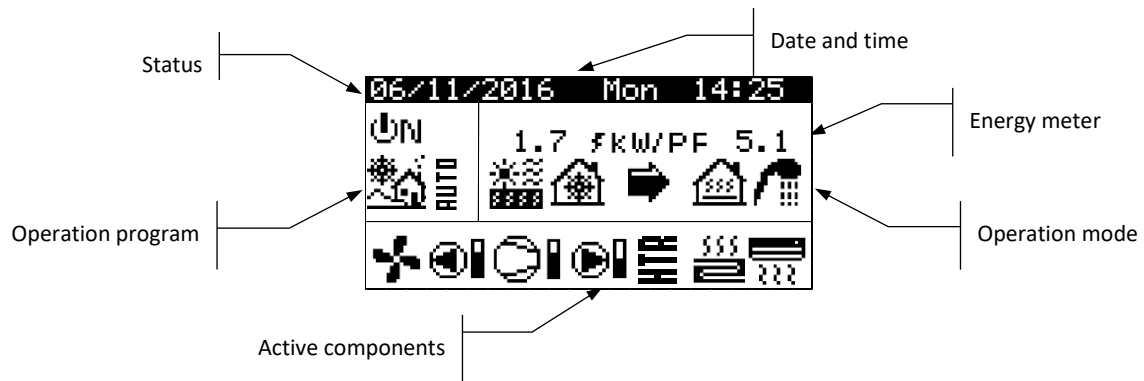 Date and time
Status
06/11/2016 Mon 14:25
ON
Energy meter
1.7 kW/PF 5.1
AUTO
Operation program
Operation mode
HTR
Active components